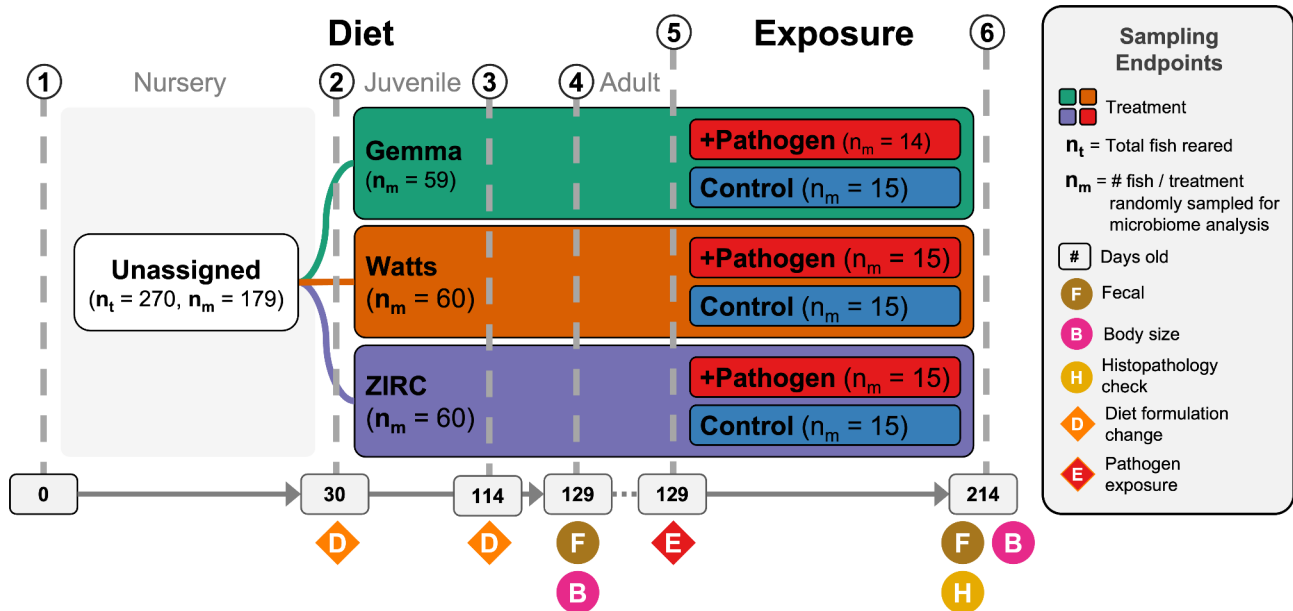 Diet
Exposure
1
Nursery
2
Juvenile
3
4
Adult
5
6
Unassigned
(nt = 270, nm = 179)
Gemma
(nm = 59)
+Pathogen (nm = 14)
Control (nm = 15)
Watts
(nm = 60)
+Pathogen (nm = 15)
Control (nm = 15)
ZIRC
(nm = 60)
+Pathogen (nm = 15)
Control (nm = 15)
0
30
114
129
129
214
D
D
F
B
E
F
B
H
Sampling
Endpoints
Treatment
nt = Total fish reared
nm = # fish / treatment
randomly sampled for
microbiome analysis
# Days old
F Fecal
B Body size
H Histopathology
check
D Diet formulation
change
E Pathogen
exposure